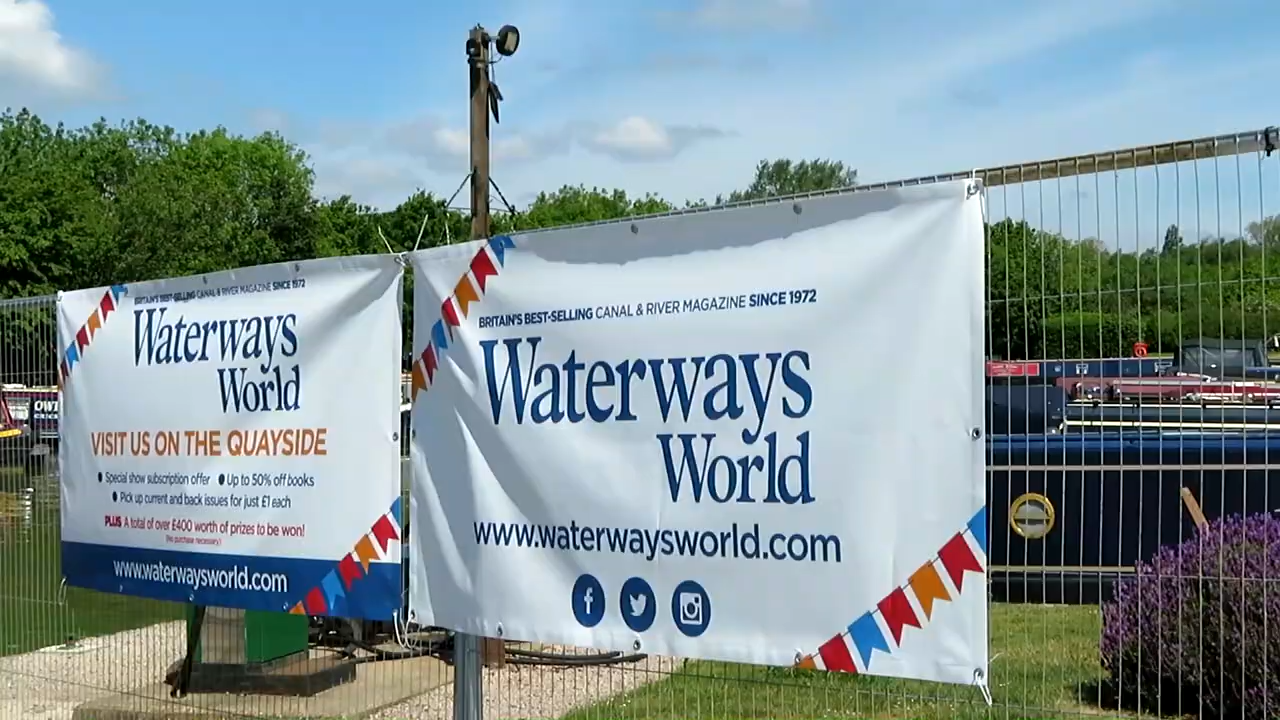 BRITAIN'S BEST-SELLING CANAL & RIVER MAGAZINE SINCE 1972
Waterways
World
VISIT US ON THE QUAYSIDE
• Special show subscription offer • Up to 50% off books
• Pick up current and back issues for just £1 each
PLUS A total of over £400 worth of prizes to be won!
(No purchase necessary)
www.waterwaysworld.com
BRITAIN'S BEST-SELLING CANAL & RIVER MAGAZINE SINCE 1972
Waterways
World
www.waterwaysworld.com